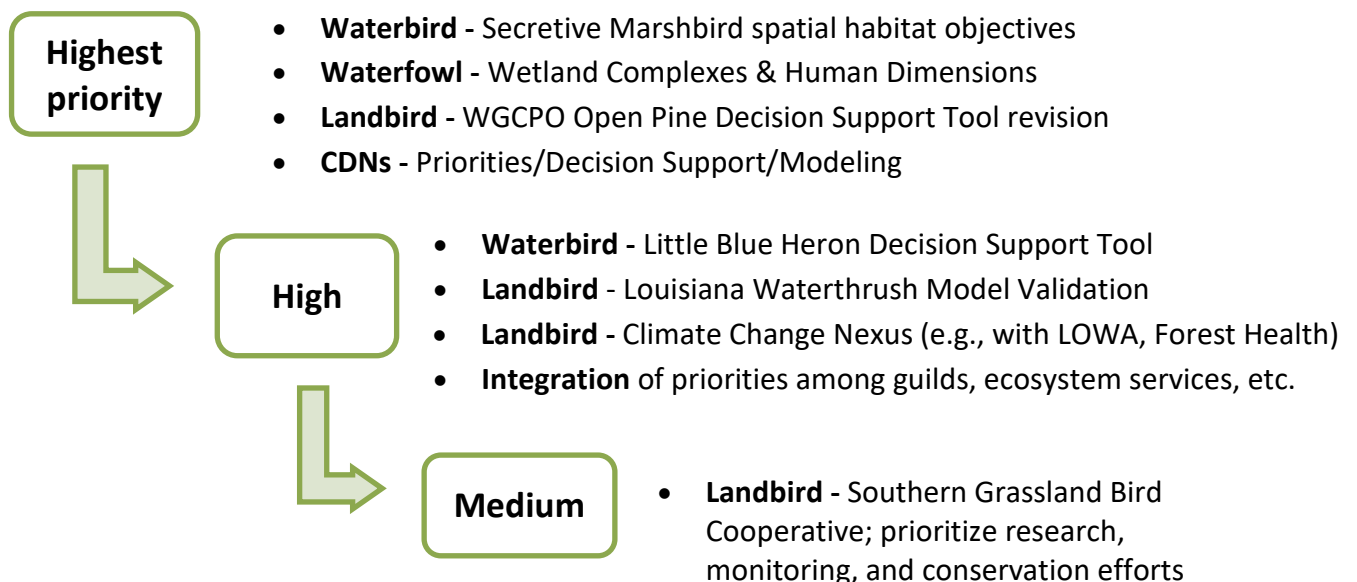 Highest
priority
• Waterbird - Secretive Marshbird spatial habitat objectives
• Waterfowl - Wetland Complexes & Human Dimensions
• Landbird - WGCPO Open Pine Decision Support Tool revision
• CDNs - Priorities/Decision Support/Modeling
High
• Waterbird - Little Blue Heron Decision Support Tool
• Landbird - Louisiana Waterthrush Model Validation
• Landbird - Climate Change Nexus (e.g., with LOWA, Forest Health)
• Integration of priorities among guilds, ecosystem services, etc.
Medium
• Landbird - Southern Grassland Bird
Cooperative; prioritize research,
monitoring, and conservation efforts